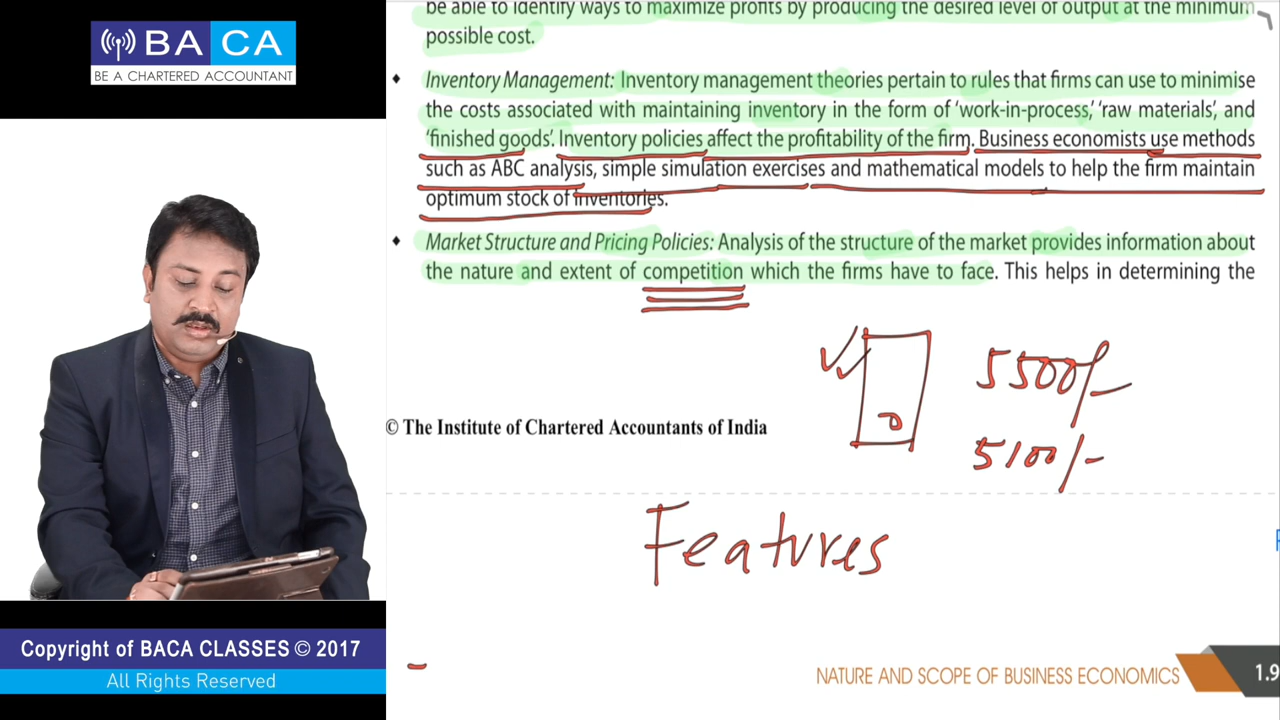 BA CA
BE A CHARTERED ACCOUNTANT
be able to identify ways to maximize profits by producing the desired level of output at the minimum
possible cost.
♦ Inventory Management: Inventory management theories pertain to rules that firms can use to minimise
the costs associated with maintaining inventory in the form of ‘work-in-process,’ ‘raw materials’, and
‘finished goods’. Inventory policies affect the profitability of the firm. Business economists use methods
such as ABC analysis, simple simulation exercises and mathematical models to help the firm maintain
optimum stock of inventories.
♦ Market Structure and Pricing Policies: Analysis of the structure of the market provides information about
the nature and extent of competition which the firms have to face. This helps in determining the
5500/-
© The Institute of Chartered Accountants of India
5100/-
Features
Copyright of BACA CLASSES © 2017
All Rights Reserved
NATURE AND SCOPE OF BUSINESS ECONOMICS 1.9